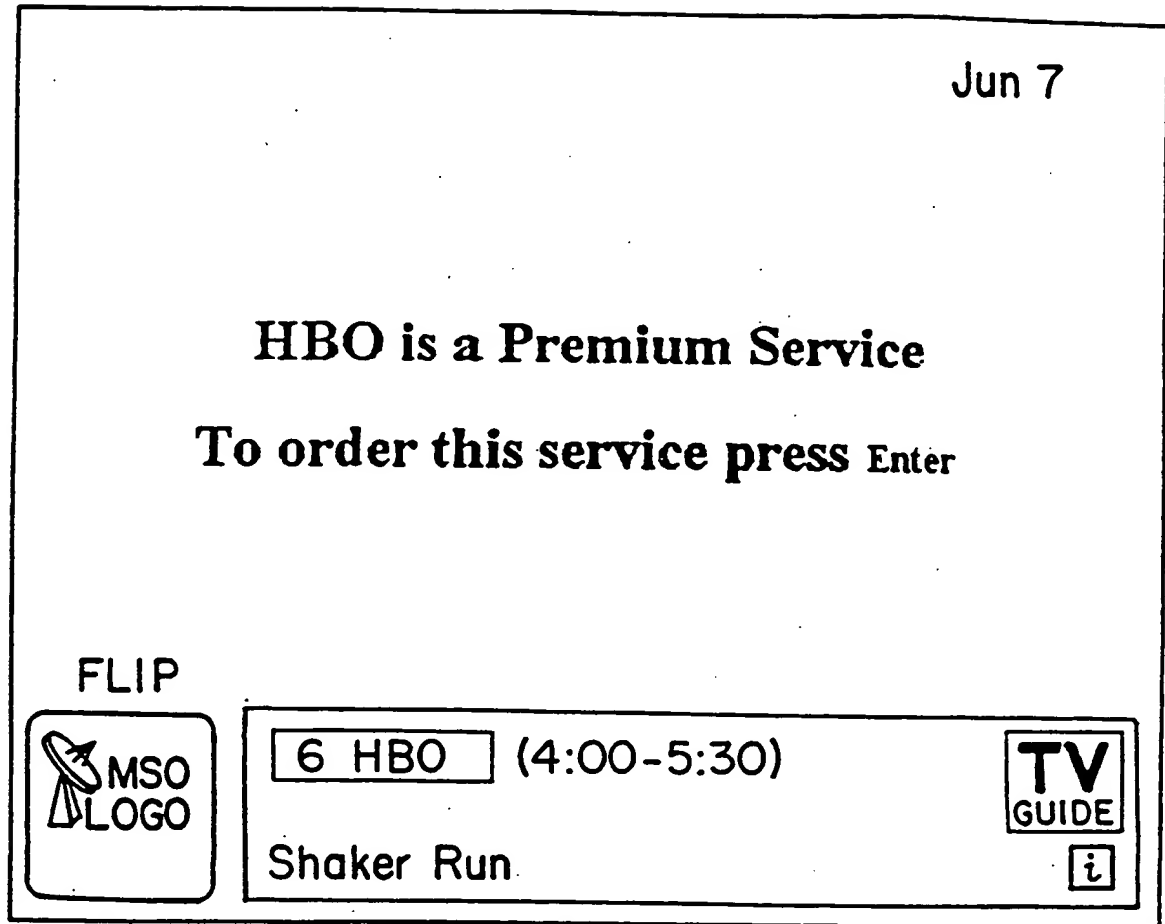 Jun 7
HBO is a Premium Service
To order this service press Enter
FLIP
MSO
LOGO
6 HBO (4:00-5:30)
TV
GUIDE
Shaker Run
i